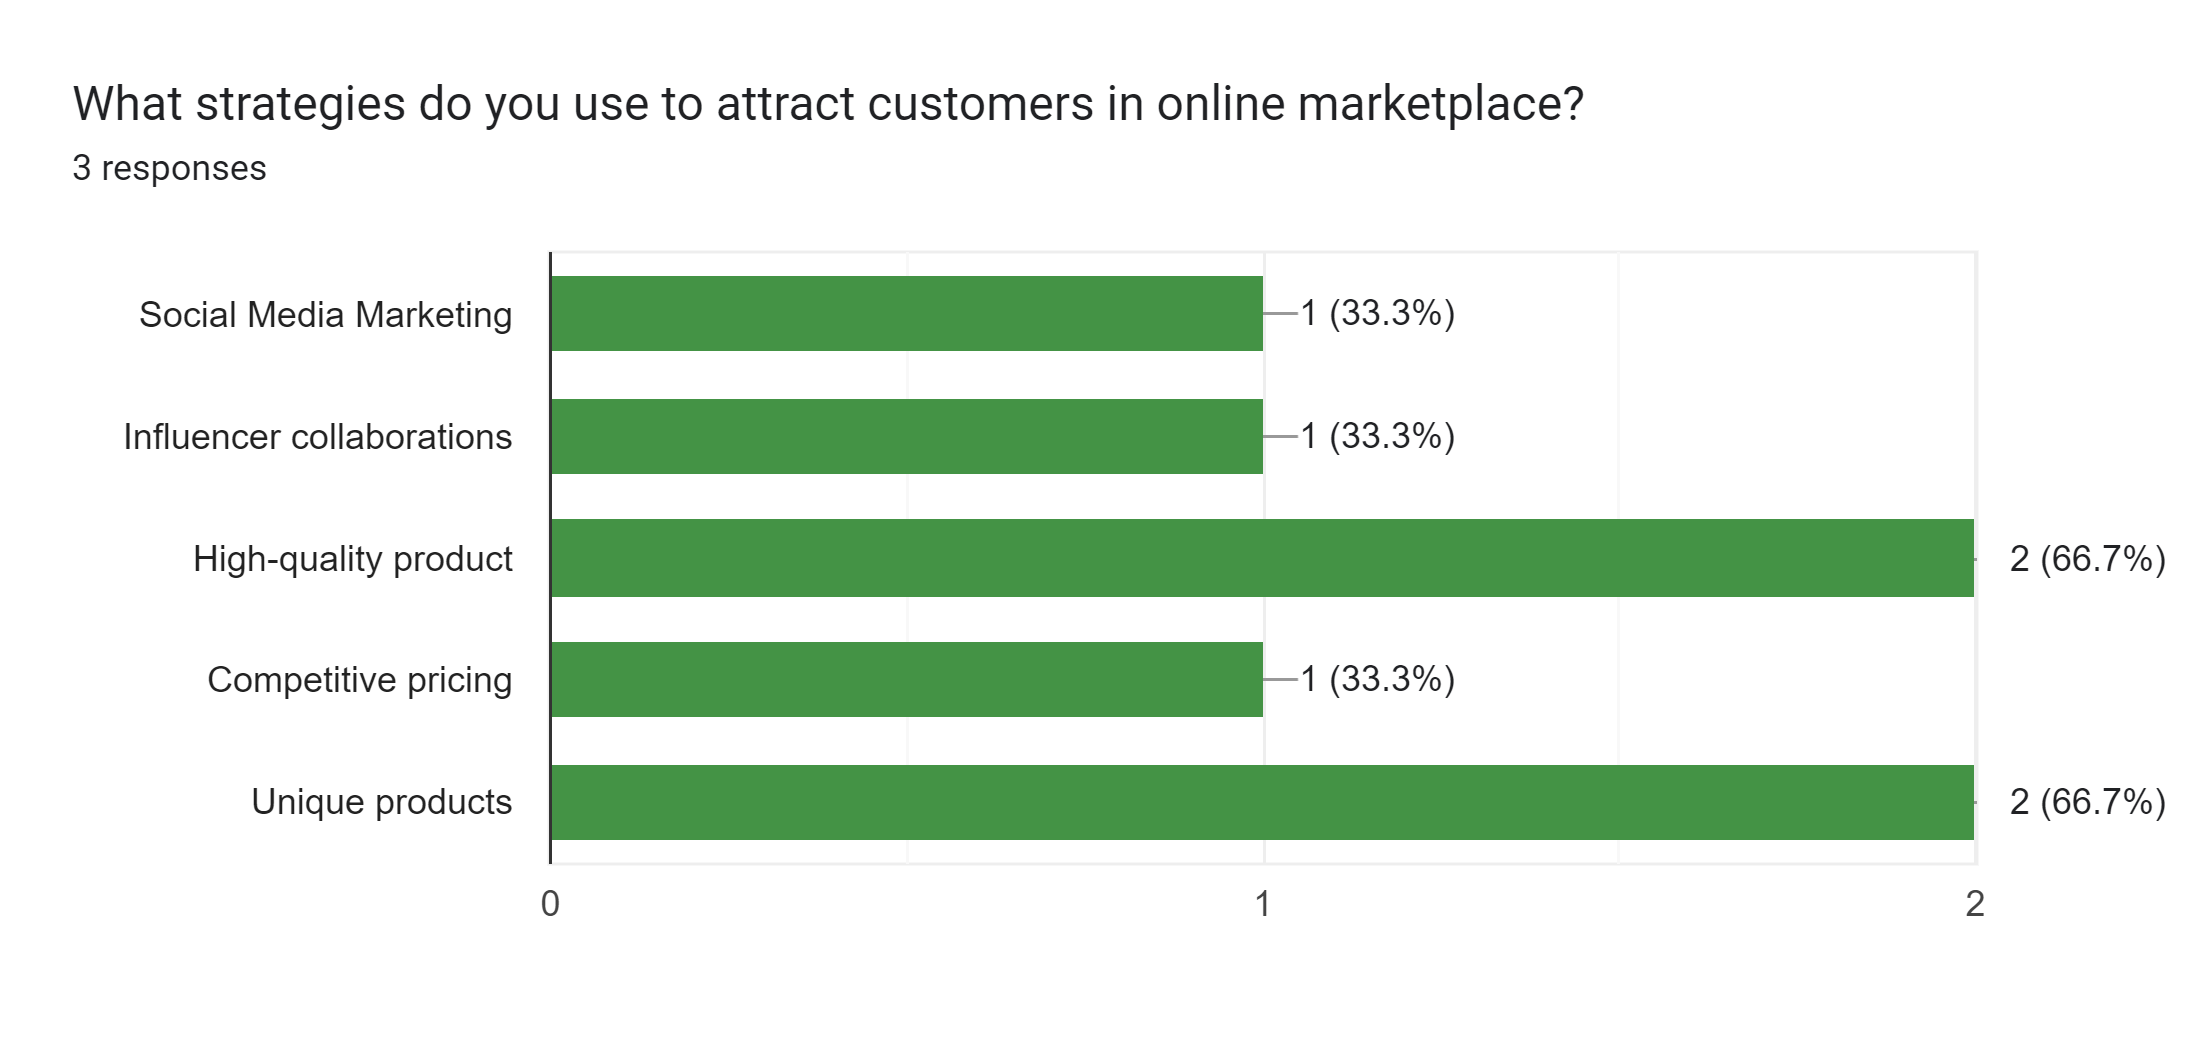 What strategies do you use to attract customers in online marketplace?
3 responses
Social Media Marketing
1 (33.3%)
Influencer collaborations
1 (33.3%)
High-quality product
2 (66.7%)
Competitive pricing
1 (33.3%)
Unique products
2 (66.7%)
0
1
2